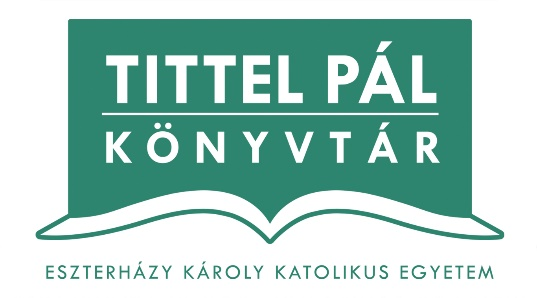 TITTEL PÁL
KÖNYVTÁR
ESZTERHÁZY KÁROLY KATOLIKUS EGYETEM